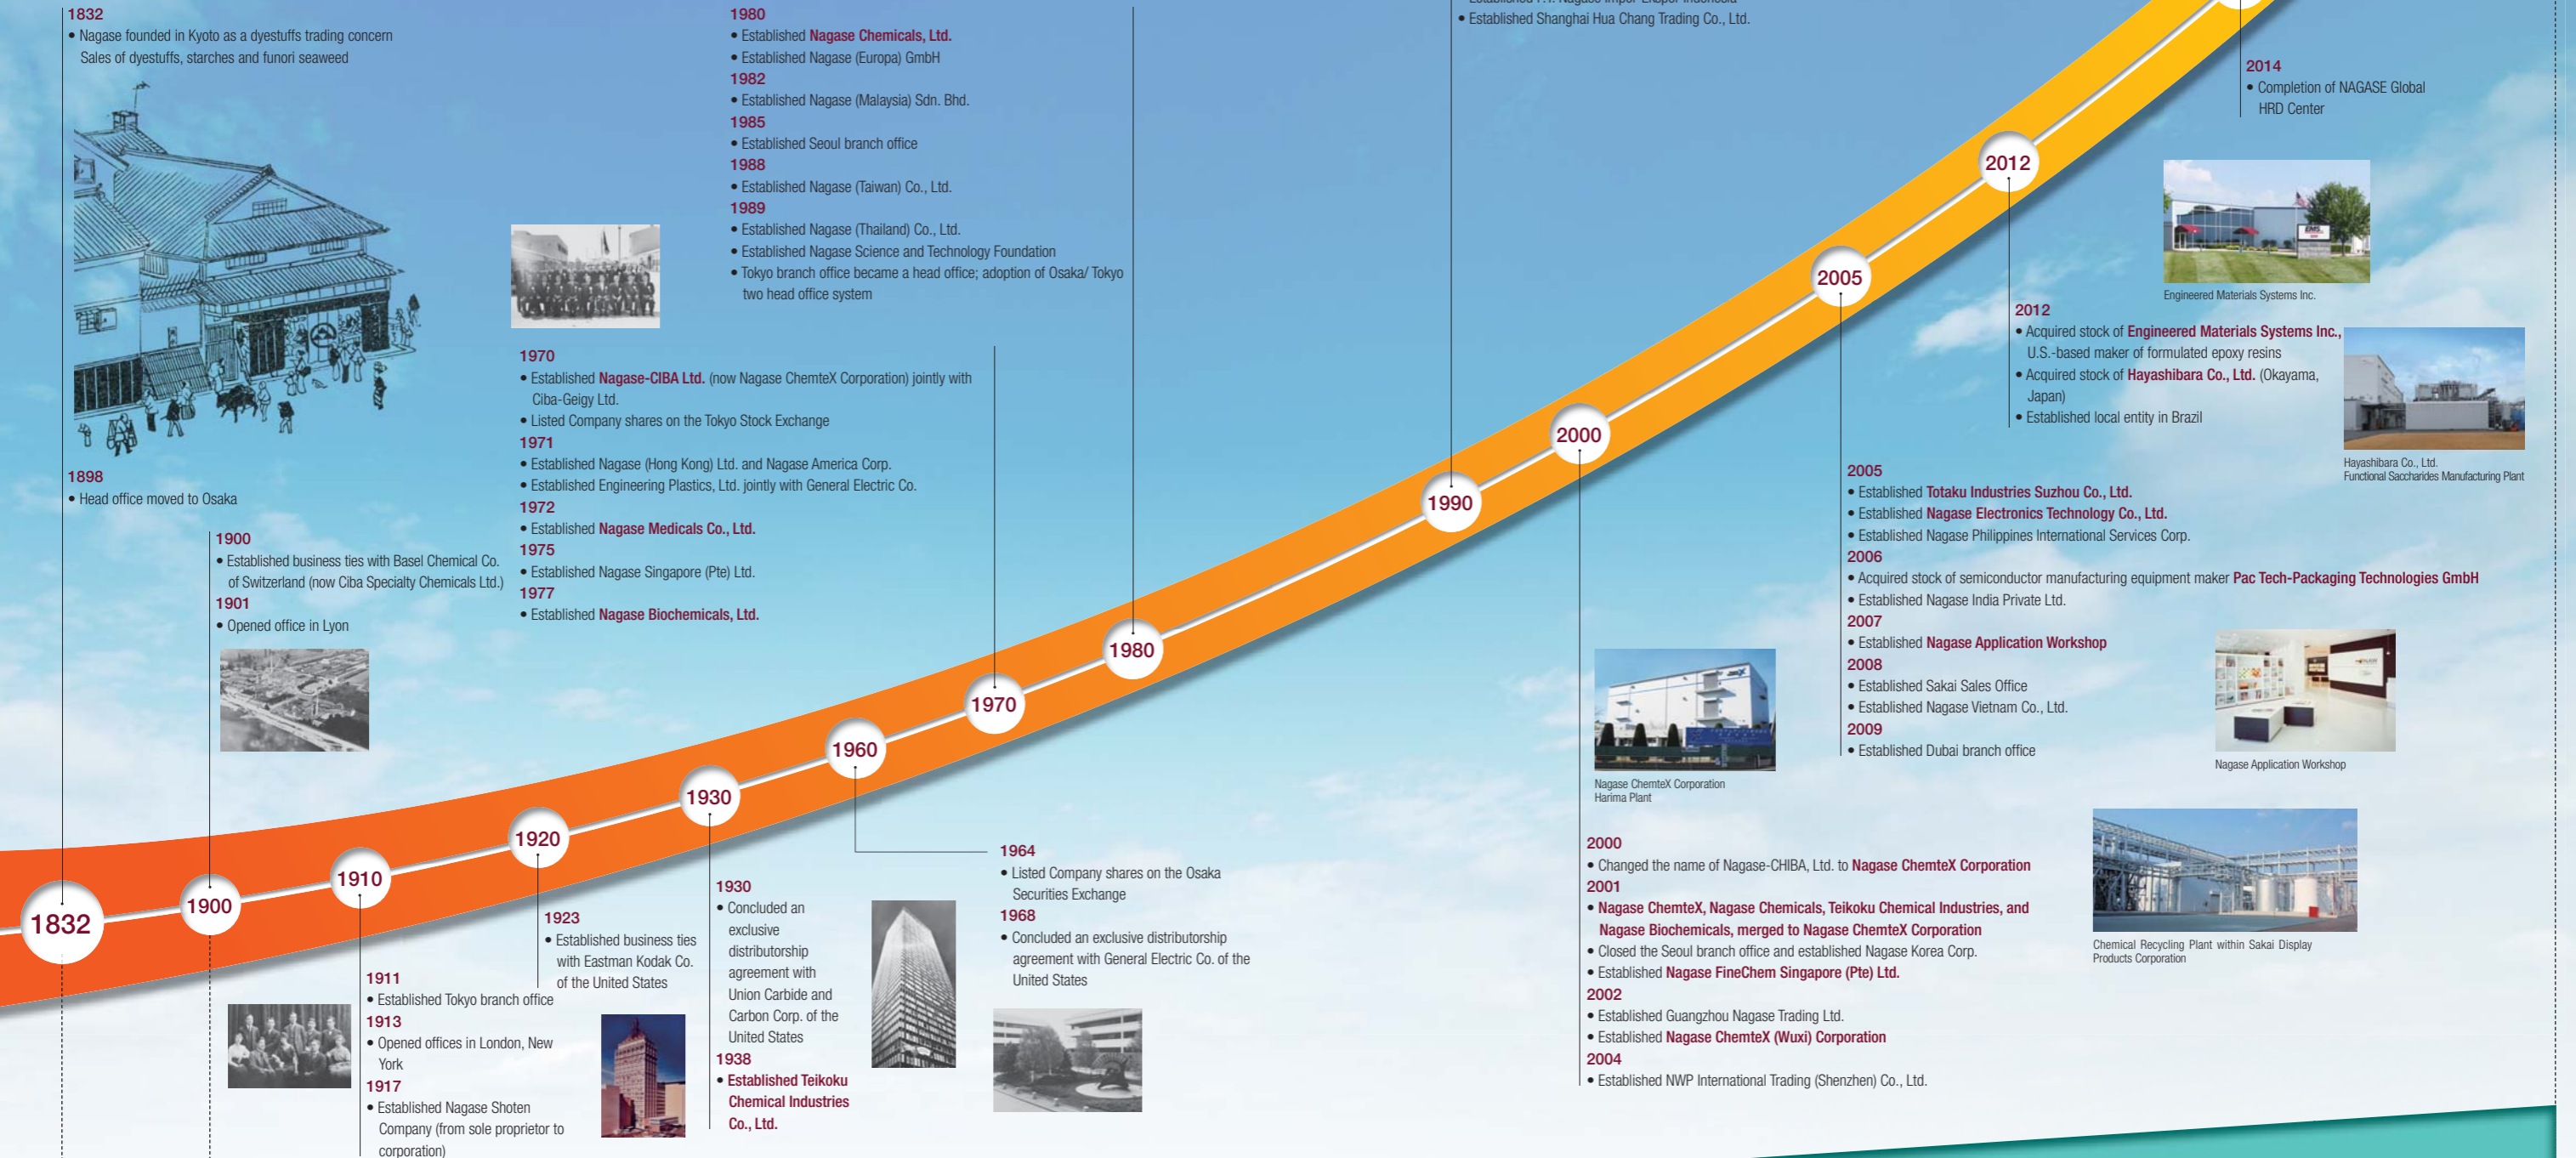 1832
• Nagase founded in Kyoto as a dyestuffs trading concern
Sales of dyestuffs, starches and funori seaweed
1898
• Head office moved to Osaka
1900
• Established business ties with Basel Chemical Co.
of Switzerland (now Ciba Specialty Chemicals Ltd.)
1901
• Opened office in Lyon
1911
• Established Tokyo branch office
1913
• Opened offices in London, New
York
1917
• Established Nagase Shoten
Company (from sole proprietor to
corporation)
1923
• Established business ties
with Eastman Kodak Co.
of the United States
1930
• Concluded an
exclusive
distributorship
agreement with
Union Carbide and
Carbon Corp. of the
United States
1938
• Established Teikoku
Chemical Industries
Co., Ltd.
1964
• Listed Company shares on the Osaka
Securities Exchange
1968
• Concluded an exclusive distributorship
agreement with General Electric Co. of the
United States
1970
• Established Nagase-CIBA Ltd. (now Nagase ChemteX Corporation) jointly with
Ciba-Geigy Ltd.
• Listed Company shares on the Tokyo Stock Exchange
1971
• Established Nagase (Hong Kong) Ltd. and Nagase America Corp.
• Established Engineering Plastics, Ltd. jointly with General Electric Co.
1972
• Established Nagase Medicals Co., Ltd.
1975
• Established Nagase Singapore (Pte) Ltd.
1977
• Established Nagase Biochemicals, Ltd.
1980
• Established Nagase Chemicals, Ltd.
• Established Nagase (Europa) GmbH
1982
• Established Nagase (Malaysia) Sdn. Bhd.
1985
• Established Seoul branch office
1988
• Established Nagase (Taiwan) Co., Ltd.
1989
• Established Nagase (Thailand) Co., Ltd.
• Established Nagase Science and Technology Foundation
• Tokyo branch office became a head office; adoption of Osaka/ Tokyo
two head office system
• Established Shanghai Hua Chang Trading Co., Ltd.
2000
• Changed the name of Nagase-CHIBA, Ltd. to Nagase ChemteX Corporation
2001
• Nagase ChemteX, Nagase Chemicals, Teikoku Chemical Industries, and
Nagase Biochemicals, merged to Nagase ChemteX Corporation
• Closed the Seoul branch office and established Nagase Korea Corp.
• Established Nagase FineChem Singapore (Pte) Ltd.
2002
• Established Guangzhou Nagase Trading Ltd.
• Established Nagase ChemteX (Wuxi) Corporation
2004
• Established NWP International Trading (Shenzhen) Co., Ltd.
Nagase ChemteX Corporation
Harima Plant
2005
• Established Totaku Industries Suzhou Co., Ltd.
• Established Nagase Electronics Technology Co., Ltd.
• Established Nagase Philippines International Services Corp.
2006
• Acquired stock of semiconductor manufacturing equipment maker Pac Tech-Packaging Technologies GmbH
• Established Nagase India Private Ltd.
2007
• Established Nagase Application Workshop
2008
• Established Sakai Sales Office
• Established Nagase Vietnam Co., Ltd.
2009
• Established Dubai branch office
Nagase Application Workshop
Chemical Recycling Plant within Sakai Display
Products Corporation
2012
• Acquired stock of Engineered Materials Systems Inc.,
U.S.-based maker of formulated epoxy resins
• Acquired stock of Hayashibara Co., Ltd. (Okayama,
Japan)
• Established local entity in Brazil
Engineered Materials Systems Inc.
Hayashibara Co., Ltd.
Functional Saccharides Manufacturing Plant
2014
• Completion of NAGASE Global
HRD Center
1832
1900
1910
1920
1930
1960
1970
1980
1990
2000
2005
2012